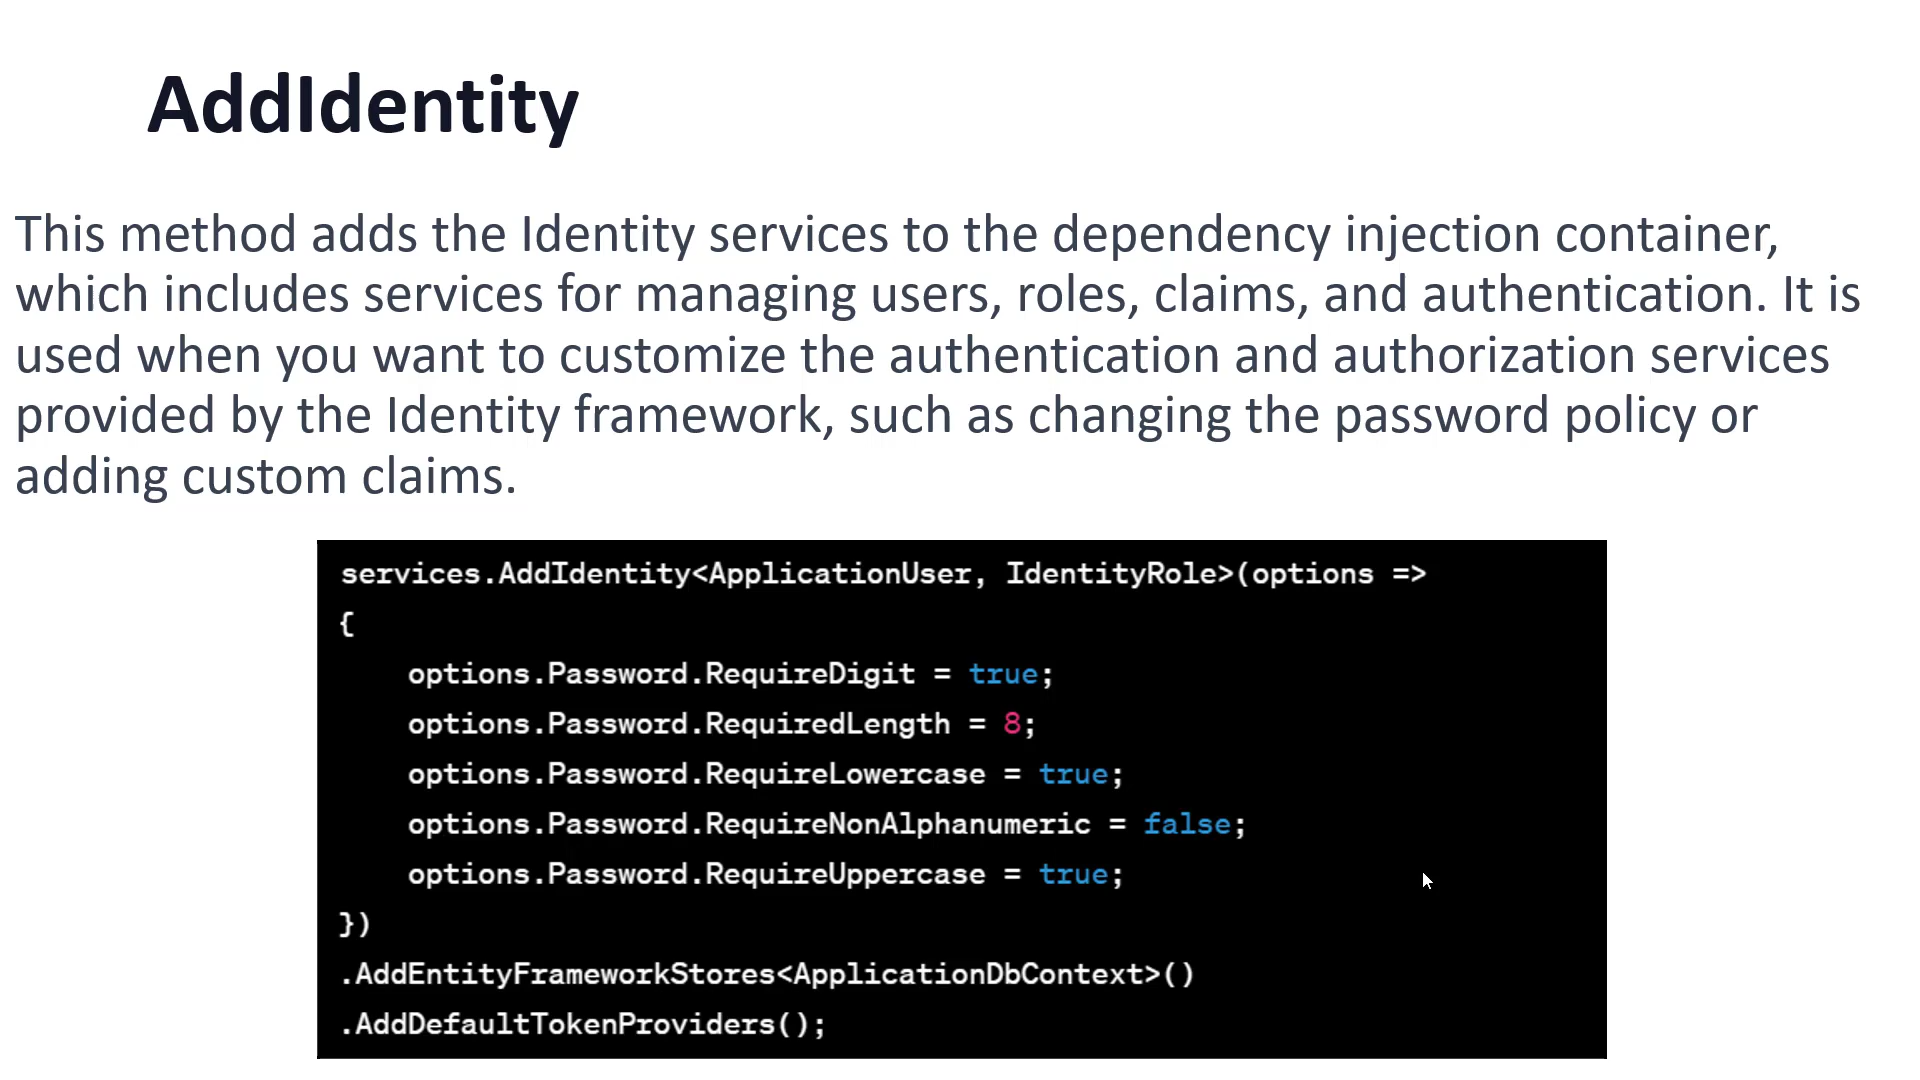 AddIdentity
This method adds the Identity services to the dependency injection container,
which includes services for managing users, roles, claims, and authentication. It is
used when you want to customize the authentication and authorization services
provided by the Identity framework, such as changing the password policy or
adding custom claims.
services.AddIdentity<ApplicationUser, IdentityRole>(options =>
{
    options.Password.RequireDigit = true;
    options.Password.RequiredLength = 8;
    options.Password.RequireLowercase = true;
    options.Password.RequireNonAlphanumeric = false;
    options.Password.RequireUppercase = true;
})
.AddEntityFrameworkStores<ApplicationDbContext>()
.AddDefaultTokenProviders();